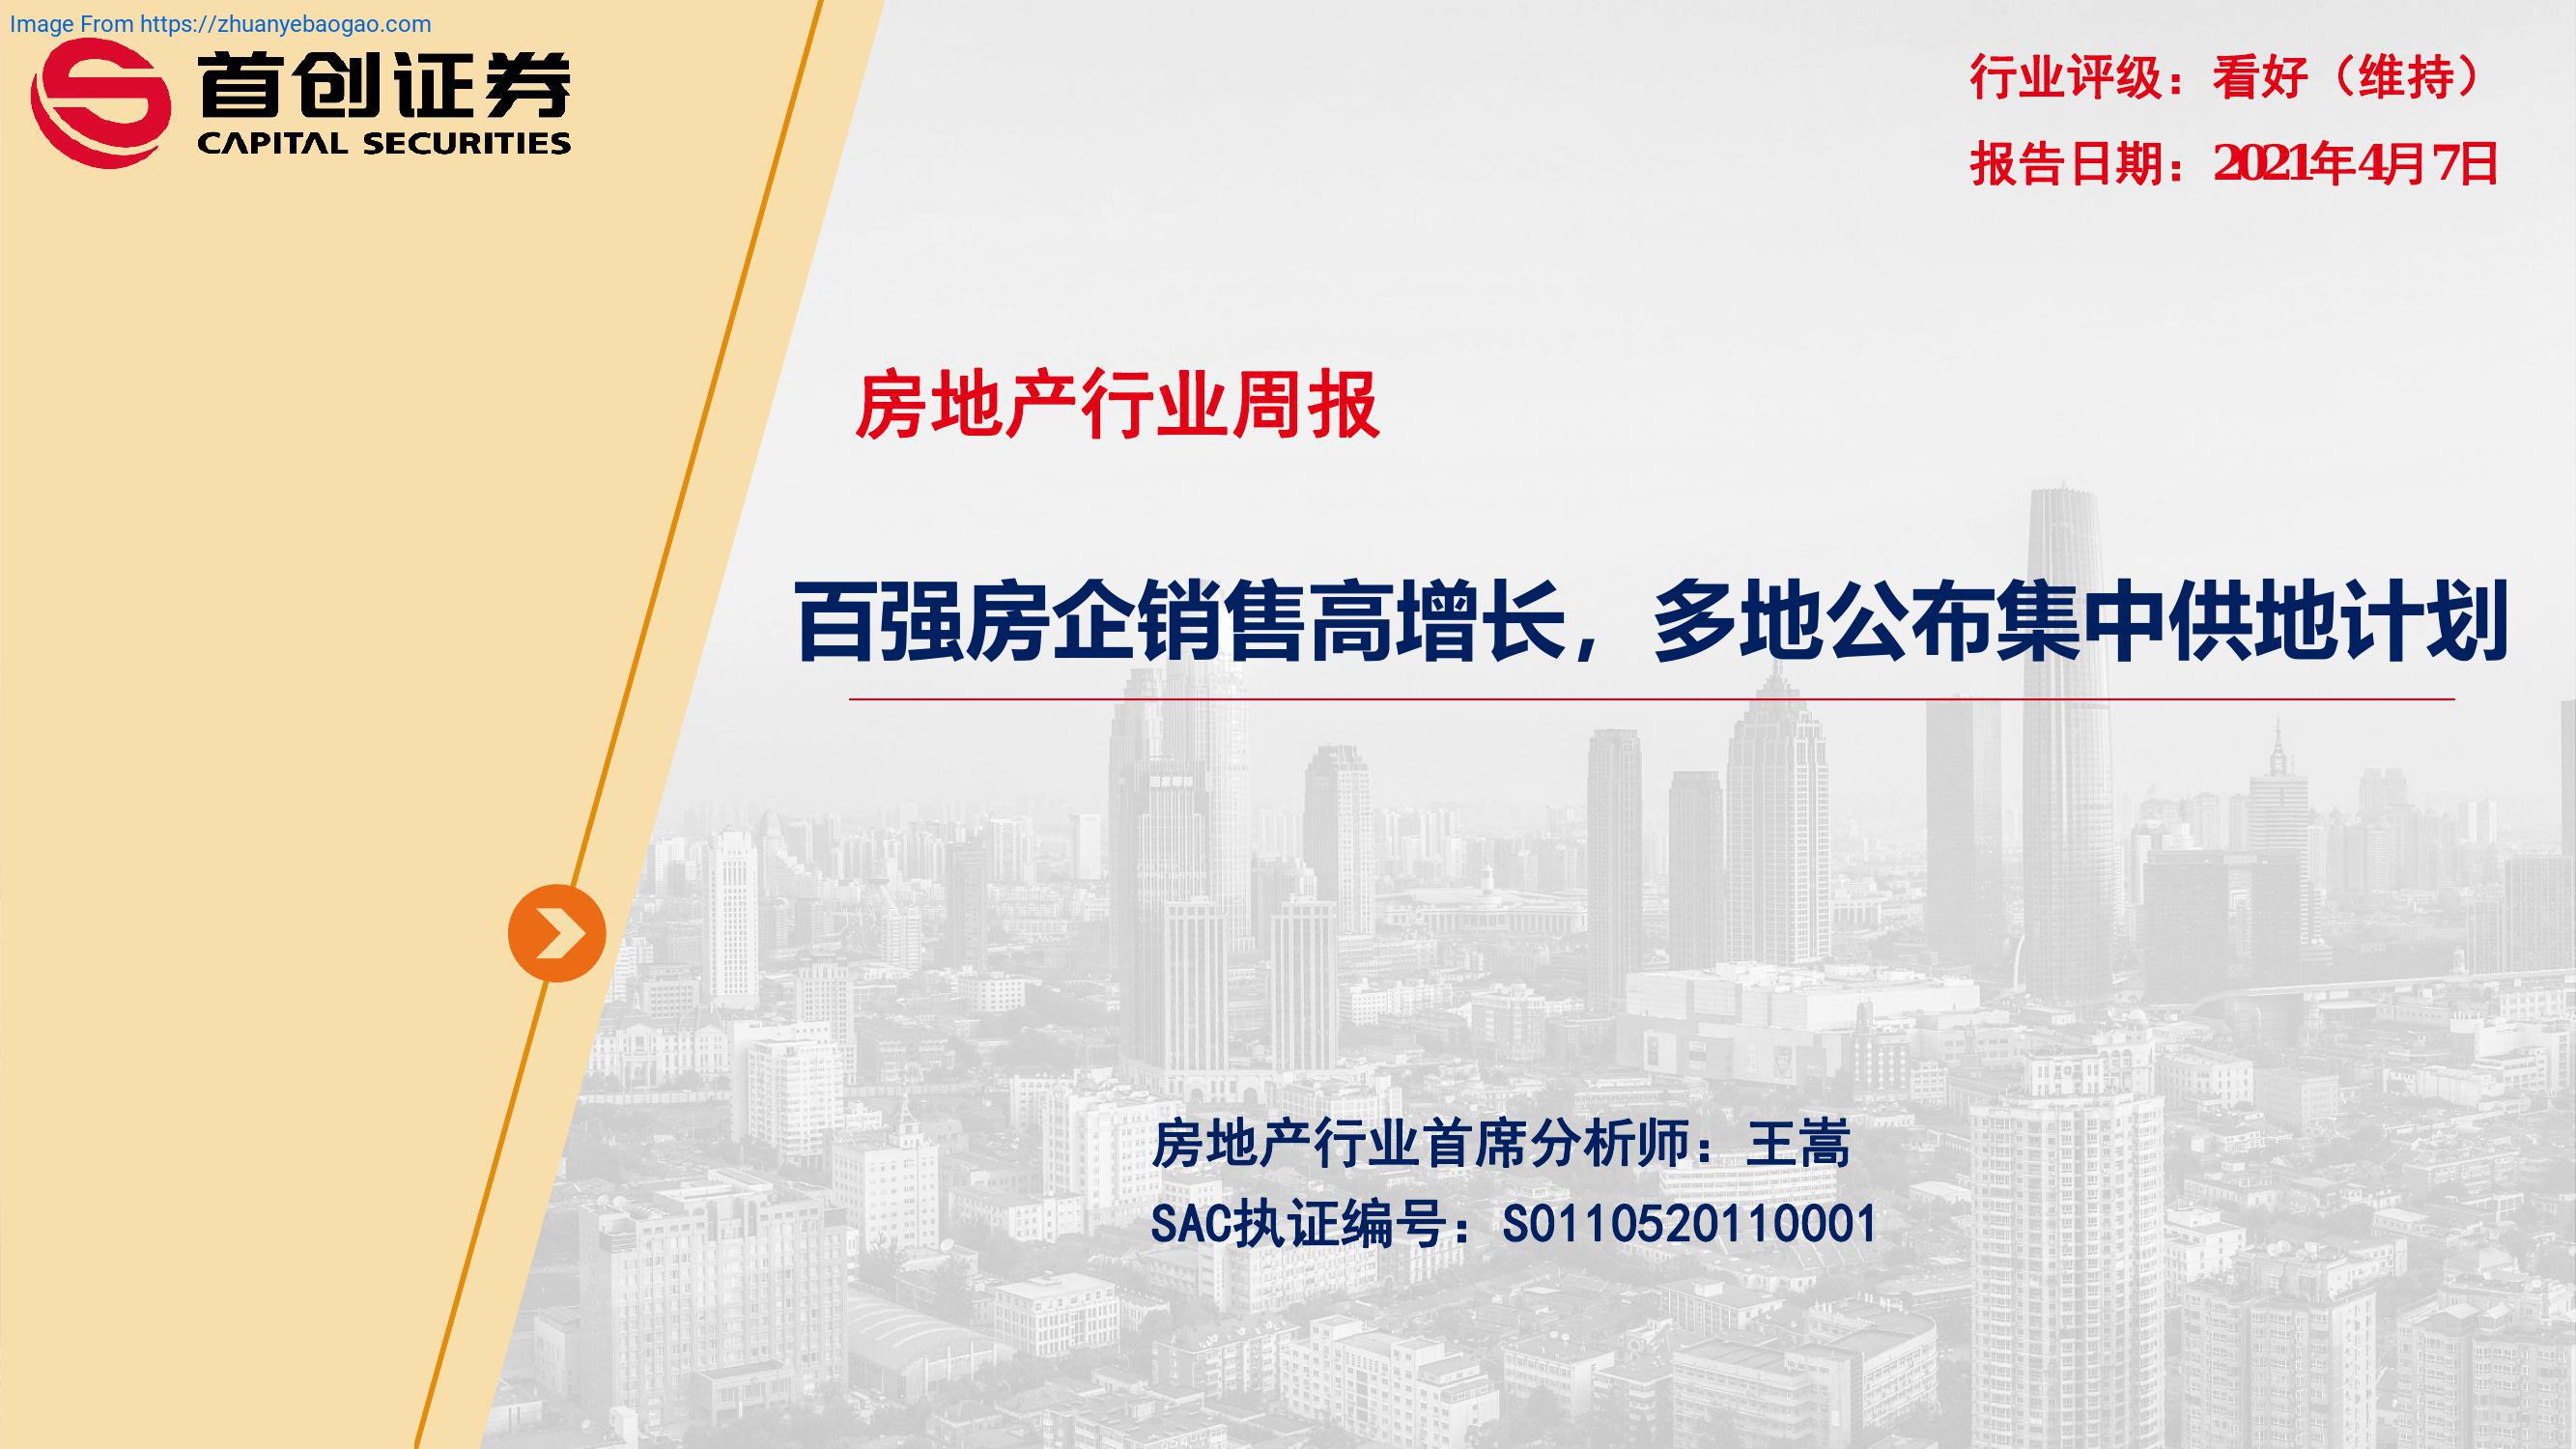 Image From https://zhuanyebaogao.com
首创证券
CAPITAL SECURITIES
行业评级：看好（维持）
报告日期：2021年4月7日
房地产行业周报
百强房企销售高增长，多地公布集中供地计划
房地产行业首席分析师：王嵩
SAC执证编号：S0110520110001